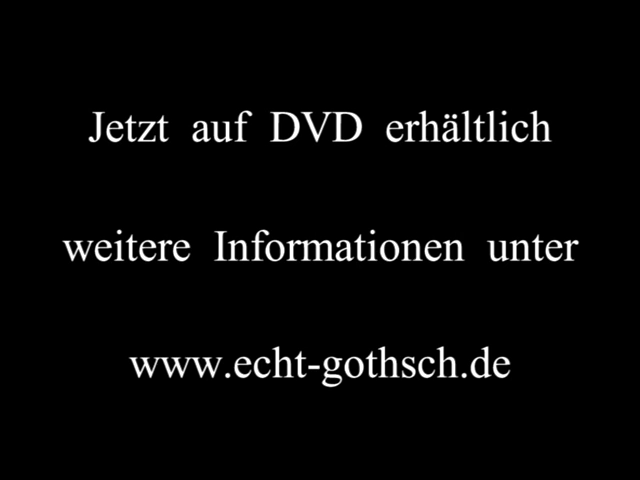 Jetzt auf DVD erhältlich
weitere Informationen unter
www.echt-gothsch.de